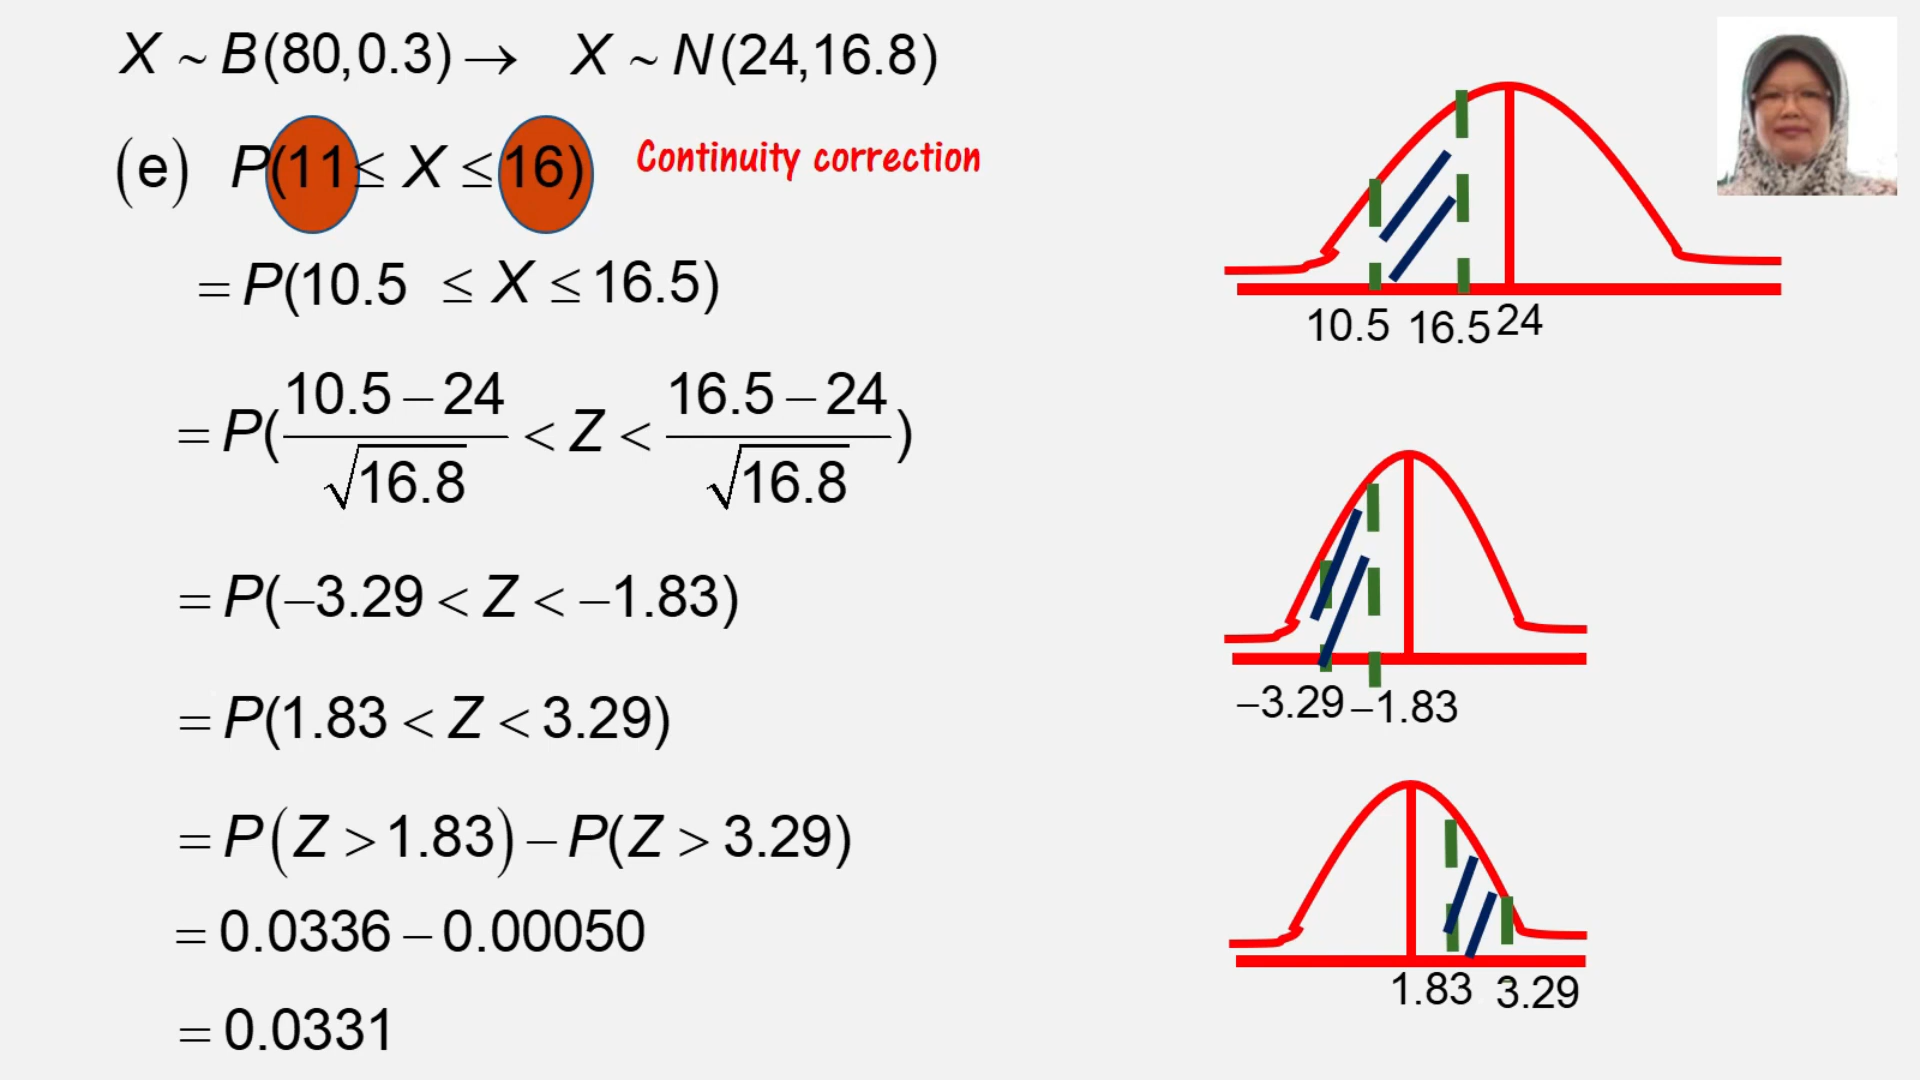 X ~ B(80,0.3) → X ~ N(24,16.8)
(e) P(11 ≤ X ≤ 16) Continuity correction
= P(10.5 ≤ X ≤ 16.5)
10.5 16.5 24
= P((10.5 – 24)/√16.8 < Z < (16.5 – 24)/√16.8)
= P(–3.29 < Z < –1.83)
–3.29 –1.83
= P(1.83 < Z < 3.29)
= P(Z > 1.83) – P(Z > 3.29)
= 0.0336 – 0.00050
1.83 3.29
= 0.0331